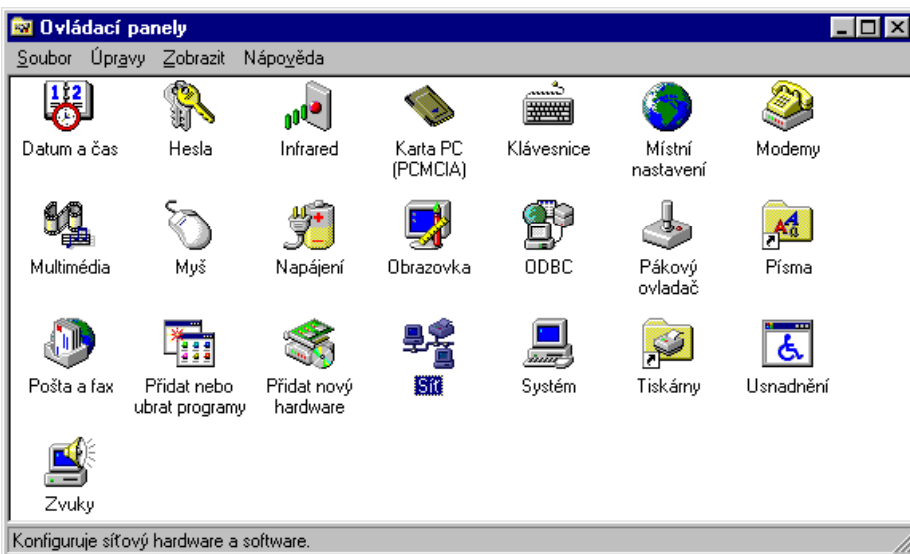 Ovládací panely
Soubor Úpravy Zobrazit Nápověda
Datum a čas
Hesla
Infrared
Karta PC
(PCMCIA)
Klávesnice
Místní
nastavení
Modemy
Multimédia
Myš
Napájení
Obrazovka
ODBC
Pákový
ovladač
Písma
Pošta a fax
Přidat nebo
ubrat programy
Přidat nový
hardware
Síť
Systém
Tiskárny
Usnadnění
Zvuky
Konfiguruje síťový hardware a software.